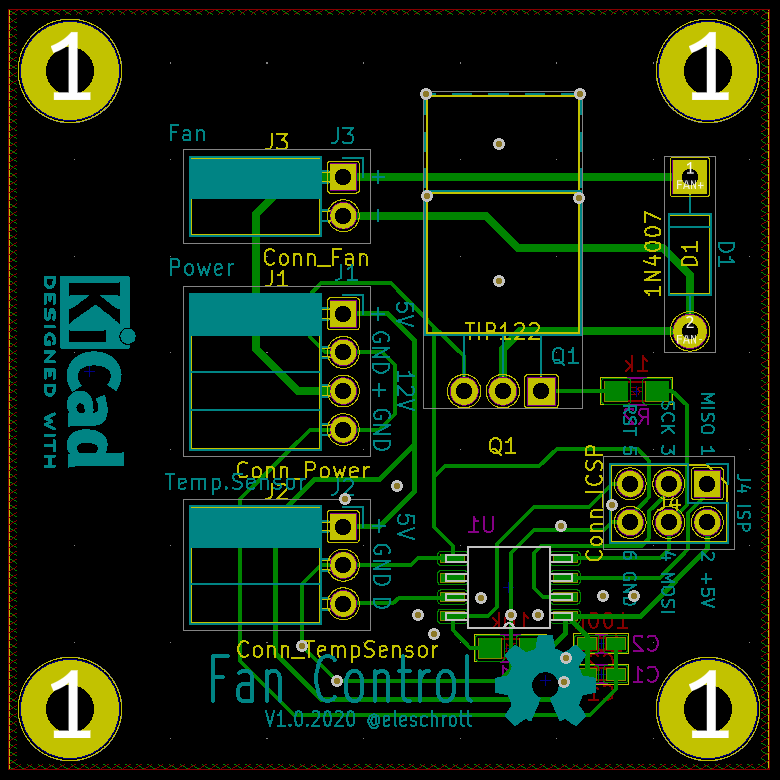 1
1
Fan
J3
J3
+
-
1
FAN+
1N4007
D1
D1
Conn_Fan
Power
J1
J1
+
5V
GND
+
12V
GND
TIP122
2
FAN-
Q1
1k
KiCad
DESIGNED WITH
RST 5
SCK 3
MISO 1
Q1
Conn_Power
Temp.Sensor
J2
J2
+
5V
GND
D
U1
Conn_ICSP
J4
J4 ISP
6 GND
4 MOSI
2 +5V
C2
C1
Conn_TempSensor
Fan Control
V1.0.2020 @eleschrott
1
1